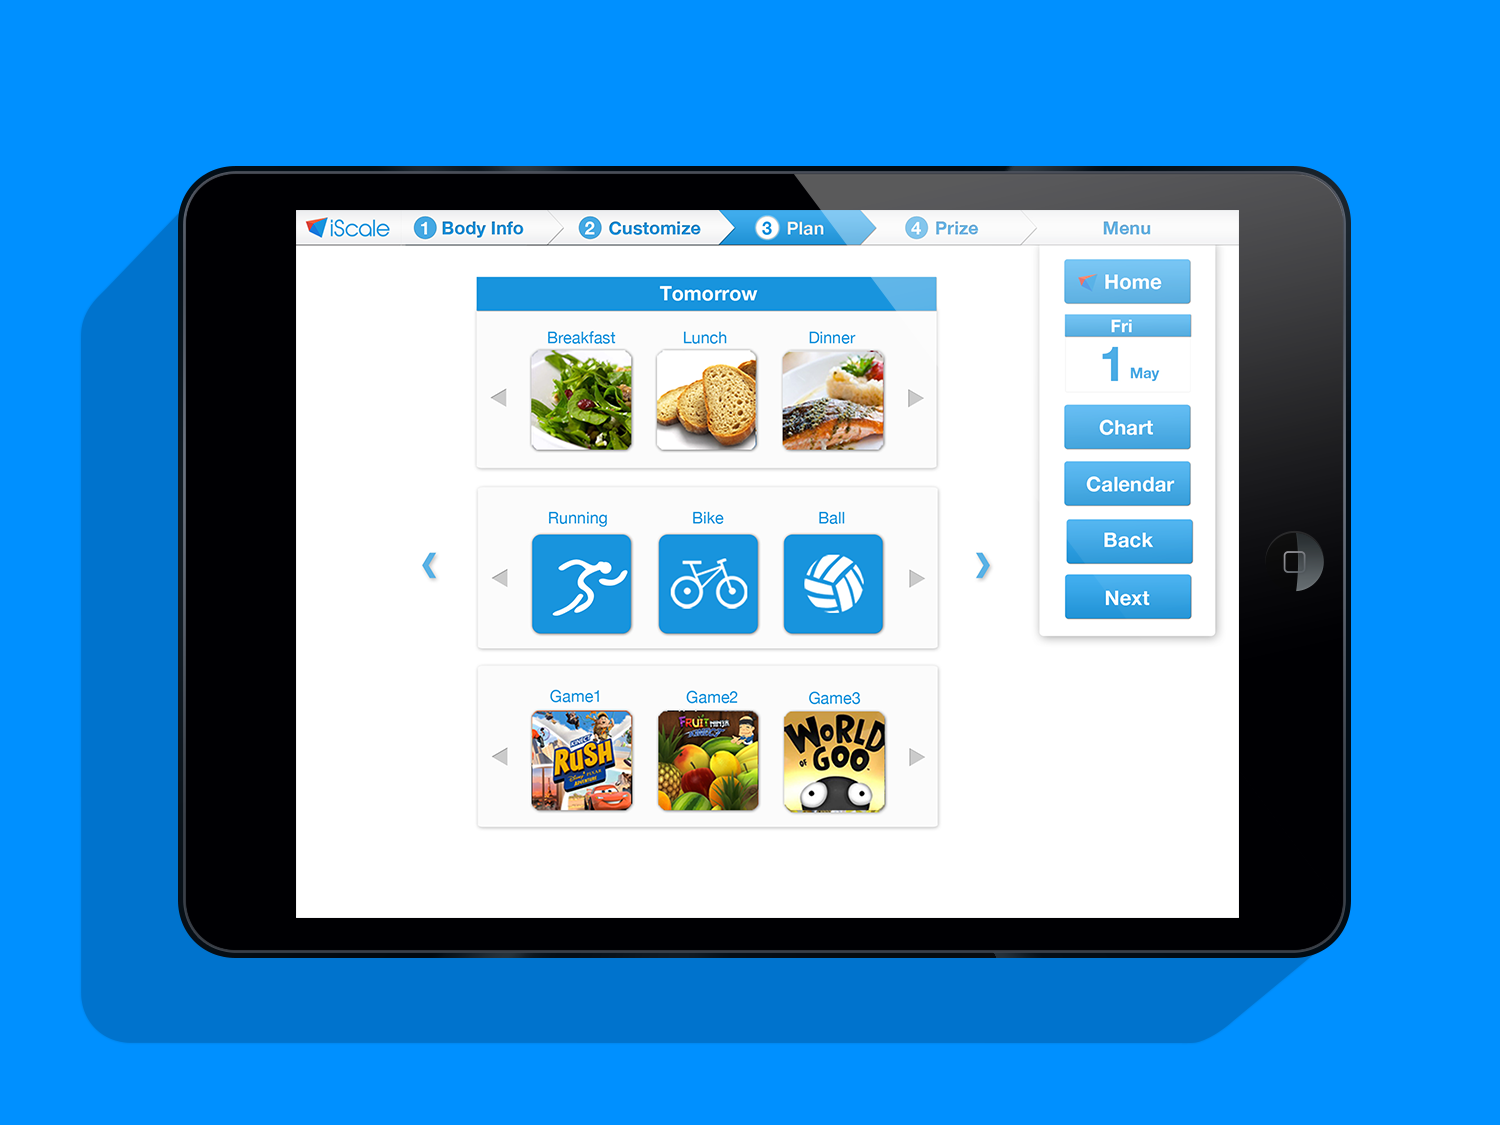 iScale
1 Body Info
2 Customize
3 Plan
4 Prize
Menu
Tomorrow
Breakfast Lunch Dinner
Running Bike Ball
Game1 Game2 Game3
RUSH
FRUIT NINJA
WORLD
OF GOO
Home
Fri
1 May
Chart
Calendar
Back
Next